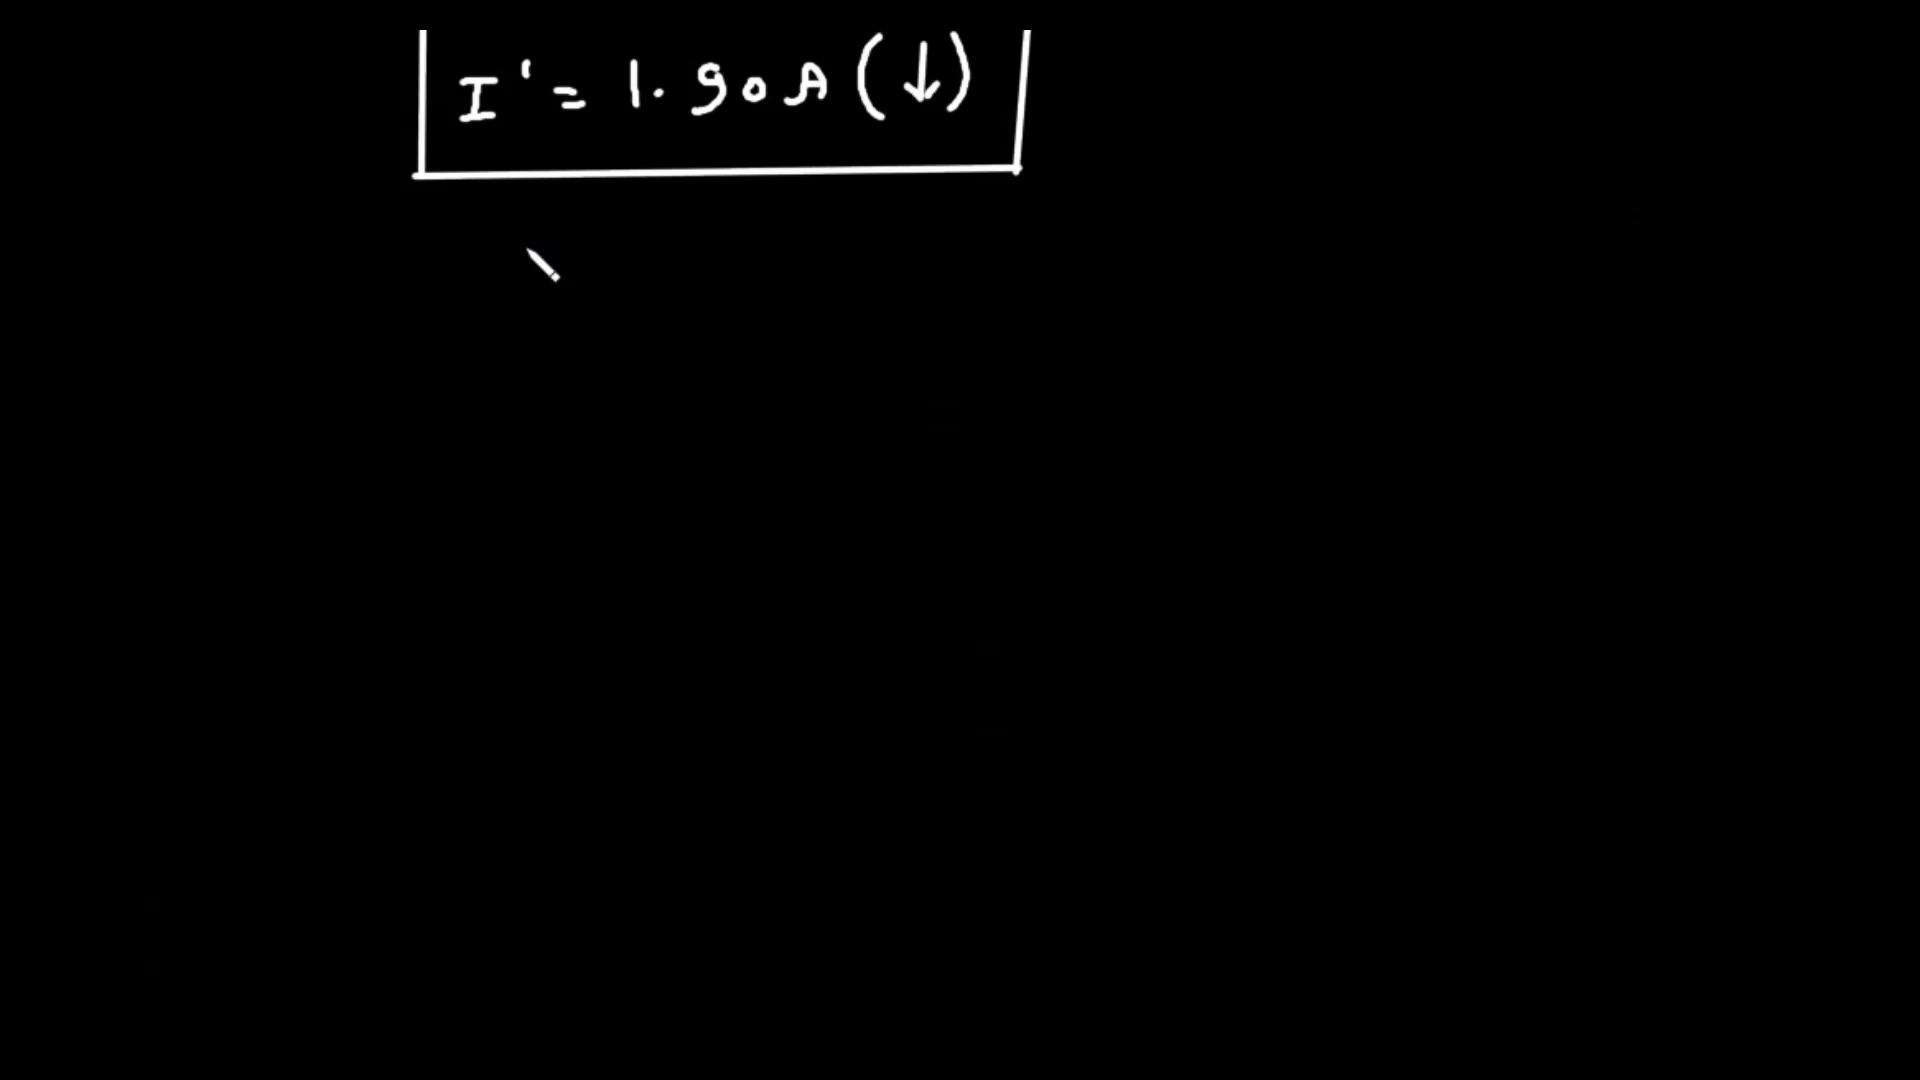 I' = 1.90 A (↓)